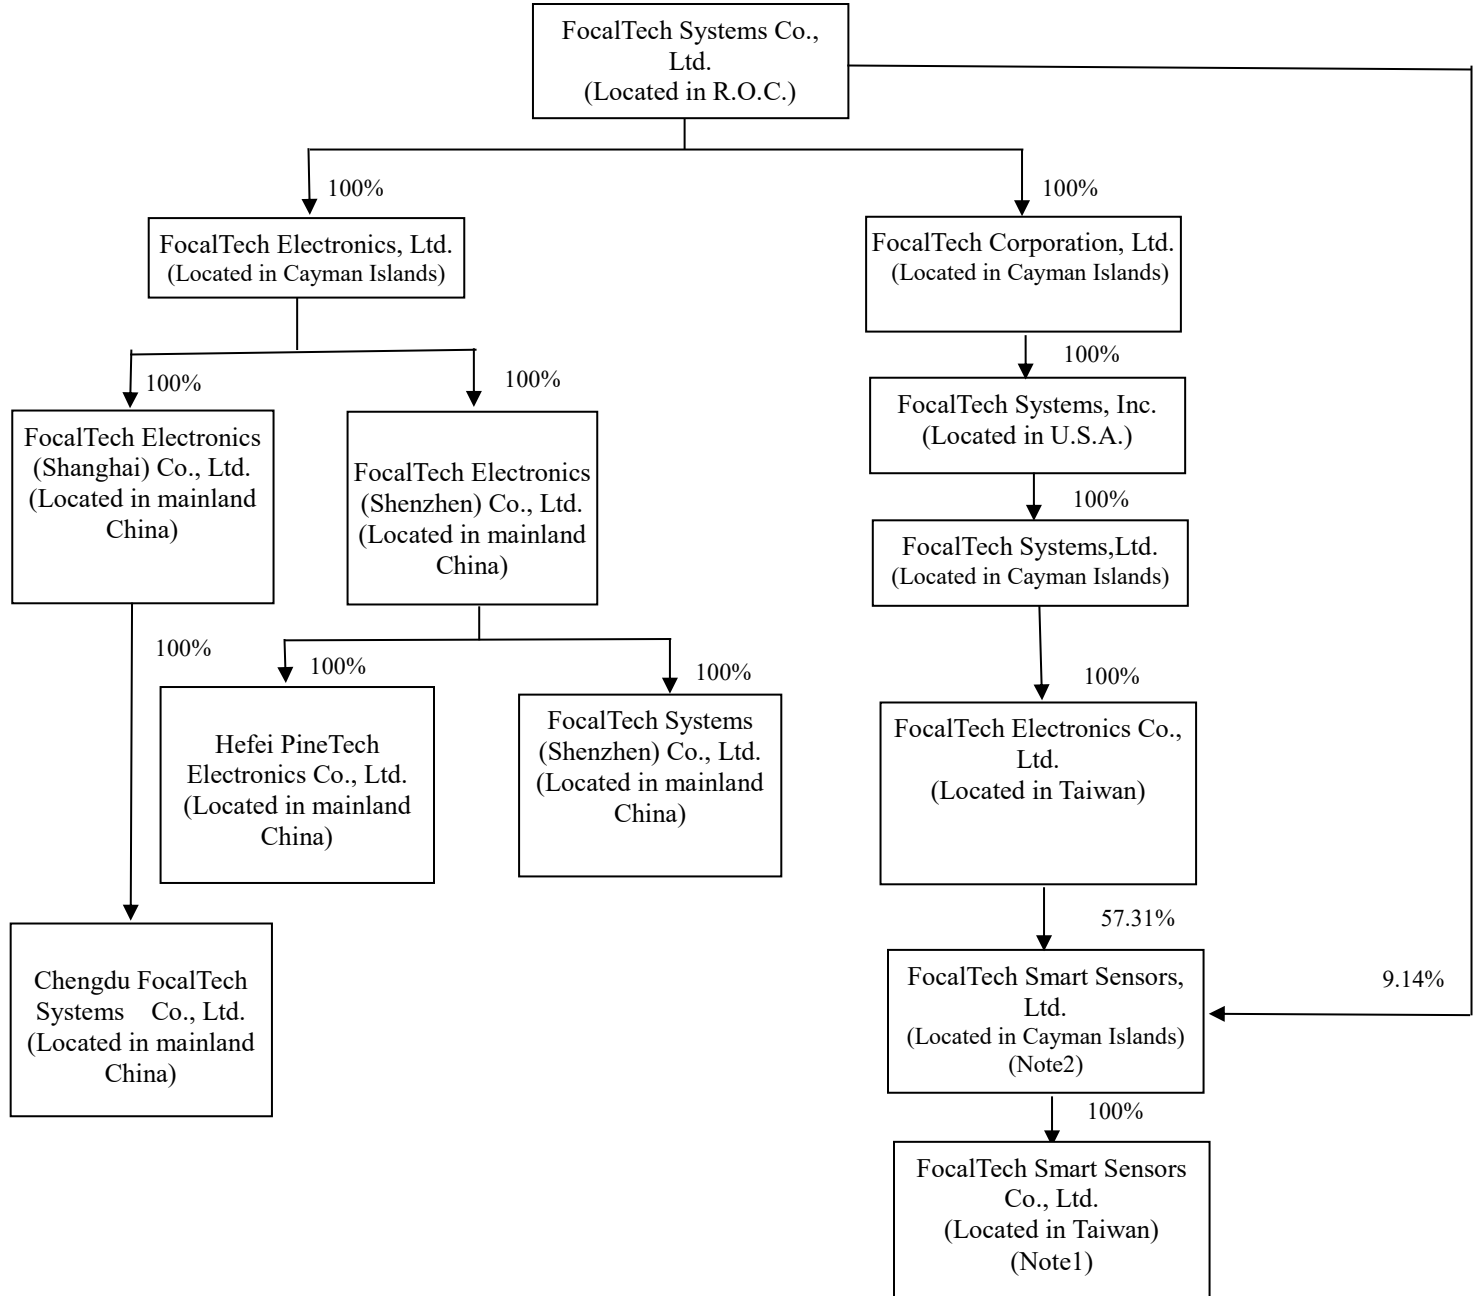 FocalTech Systems Co.,
Ltd.
(Located in R.O.C.)
100%
100%
FocalTech Electronics, Ltd.
(Located in Cayman Islands)
FocalTech Corporation, Ltd.
(Located in Cayman Islands)
100%
100%
100%
FocalTech Electronics
(Shanghai) Co., Ltd.
(Located in mainland
China)
FocalTech Electronics
(Shenzhen) Co., Ltd.
(Located in mainland
China)
FocalTech Systems, Inc.
(Located in U.S.A.)
100%
FocalTech Systems,Ltd.
(Located in Cayman Islands)
100%
100%
100%
100%
Hefei PineTech
Electronics Co., Ltd.
(Located in mainland
China)
FocalTech Systems
(Shenzhen) Co., Ltd.
(Located in mainland
China)
FocalTech Electronics Co.,
Ltd.
(Located in Taiwan)
57.31%
9.14%
Chengdu FocalTech
Systems Co., Ltd.
(Located in mainland
China)
FocalTech Smart Sensors,
Ltd.
(Located in Cayman Islands)
(Note2)
100%
FocalTech Smart Sensors
Co., Ltd.
(Located in Taiwan)
(Note1)